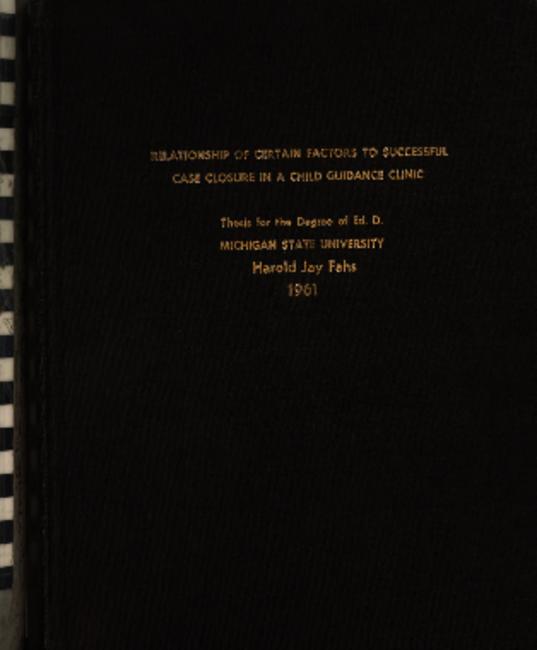 RELATIONSHIP OF CERTAIN FACTORS TO SUCCESSFUL
CASE CLOSURE IN A CHILD GUIDANCE CLINIC
Thesis for the Degree of Ed. D.
MICHIGAN STATE UNIVERSITY
Harold Jay Fahs
1961